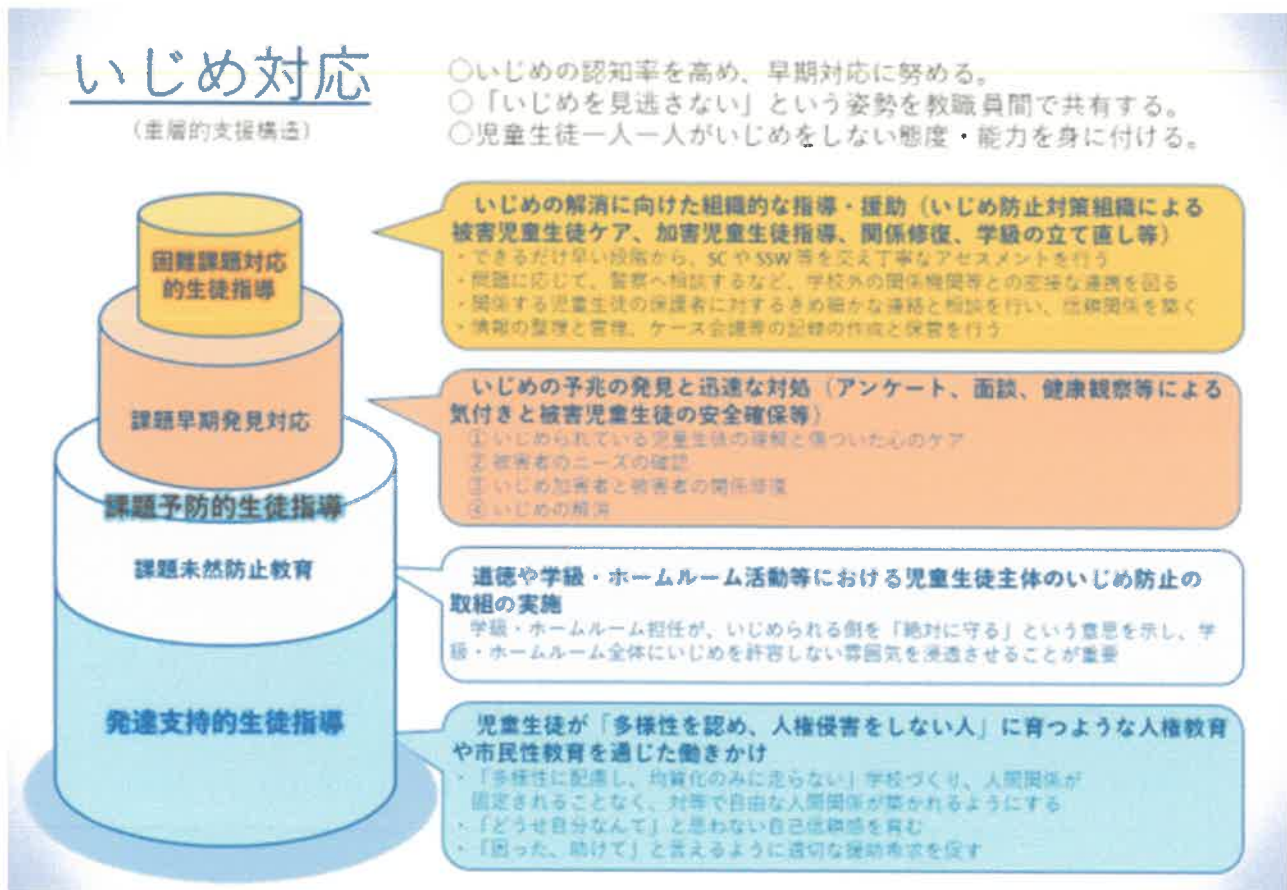 いじめ対応
(重層的支援構造)
○いじめの認知率を高め、早期対応に努める。
○「いじめを見逃さない」という姿勢を教職員間で共有する。
○児童生徒一人一人がいじめをしない態度・能力を身に付ける。
困難課題対応
的生徒指導
いじめの解消に向けた組織的な指導・援助(いじめ防止対策組織による
被害児童生徒ケア、加害児童生徒指導、関係修復、学級の立て直し等)
・できるだけ早い段階から、SCやSSW等を交え丁寧なアセスメントを行う
・問題に応じて、警察へ相談するなど、学校外の関係機関等との密接な連携を図る
・関係する児童生徒の保護者に対するきめ細かな連絡と相談を行い、信頼関係を築く
・情報の整理と管理、ケース会議等の記録の作成と保管を行う
課題早期発見対応
いじめの予兆の発見と迅速な対処(アンケート、面談、健康観察等による
気付きと被害児童生徒の安全確保等)
① いじめられている児童生徒の理解と傷ついた心のケア
② 被害者のニーズの確認
③ いじめ加害者と被害者の関係修復
④ いじめの解消
課題予防的生徒指導
課題未然防止教育
道徳や学級・ホームルーム活動等における児童生徒主体のいじめ防止の
取組の実施
学級・ホームルーム担任が、いじめられる側を「絶対に守る」という意思を示し、学
級・ホームルーム全体にいじめを許容しない雰囲気を浸透させることが重要
発達支持的生徒指導
児童生徒が「多様性を認め、人権侵害をしない人」に育つような人権教育
や市民性教育を通じた働きかけ
・「多様性に配慮し、均質化のみに走らない」学校づくり、人間関係が
固定されることなく、対等で自由な人間関係が築かれるようにする
・「どうせ自分なんて」と思わない自己信頼感を育む
・「困った、助けて」と言えるように適切な援助希求を促す